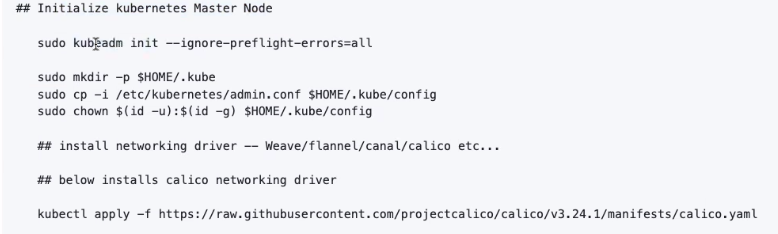 ## Initialize kubernetes Master Node
sudo kubeadm init --ignore-preflight-errors=all
sudo mkdir -p $HOME/.kube
sudo cp -i /etc/kubernetes/admin.conf $HOME/.kube/config
sudo chown $(id -u):$(id -g) $HOME/.kube/config
## install networking driver -- Weave/flannel/canal/calico etc...
## below installs calico networking driver
kubectl apply -f https://raw.githubusercontent.com/projectcalico/calico/v3.24.1/manifests/calico.yaml